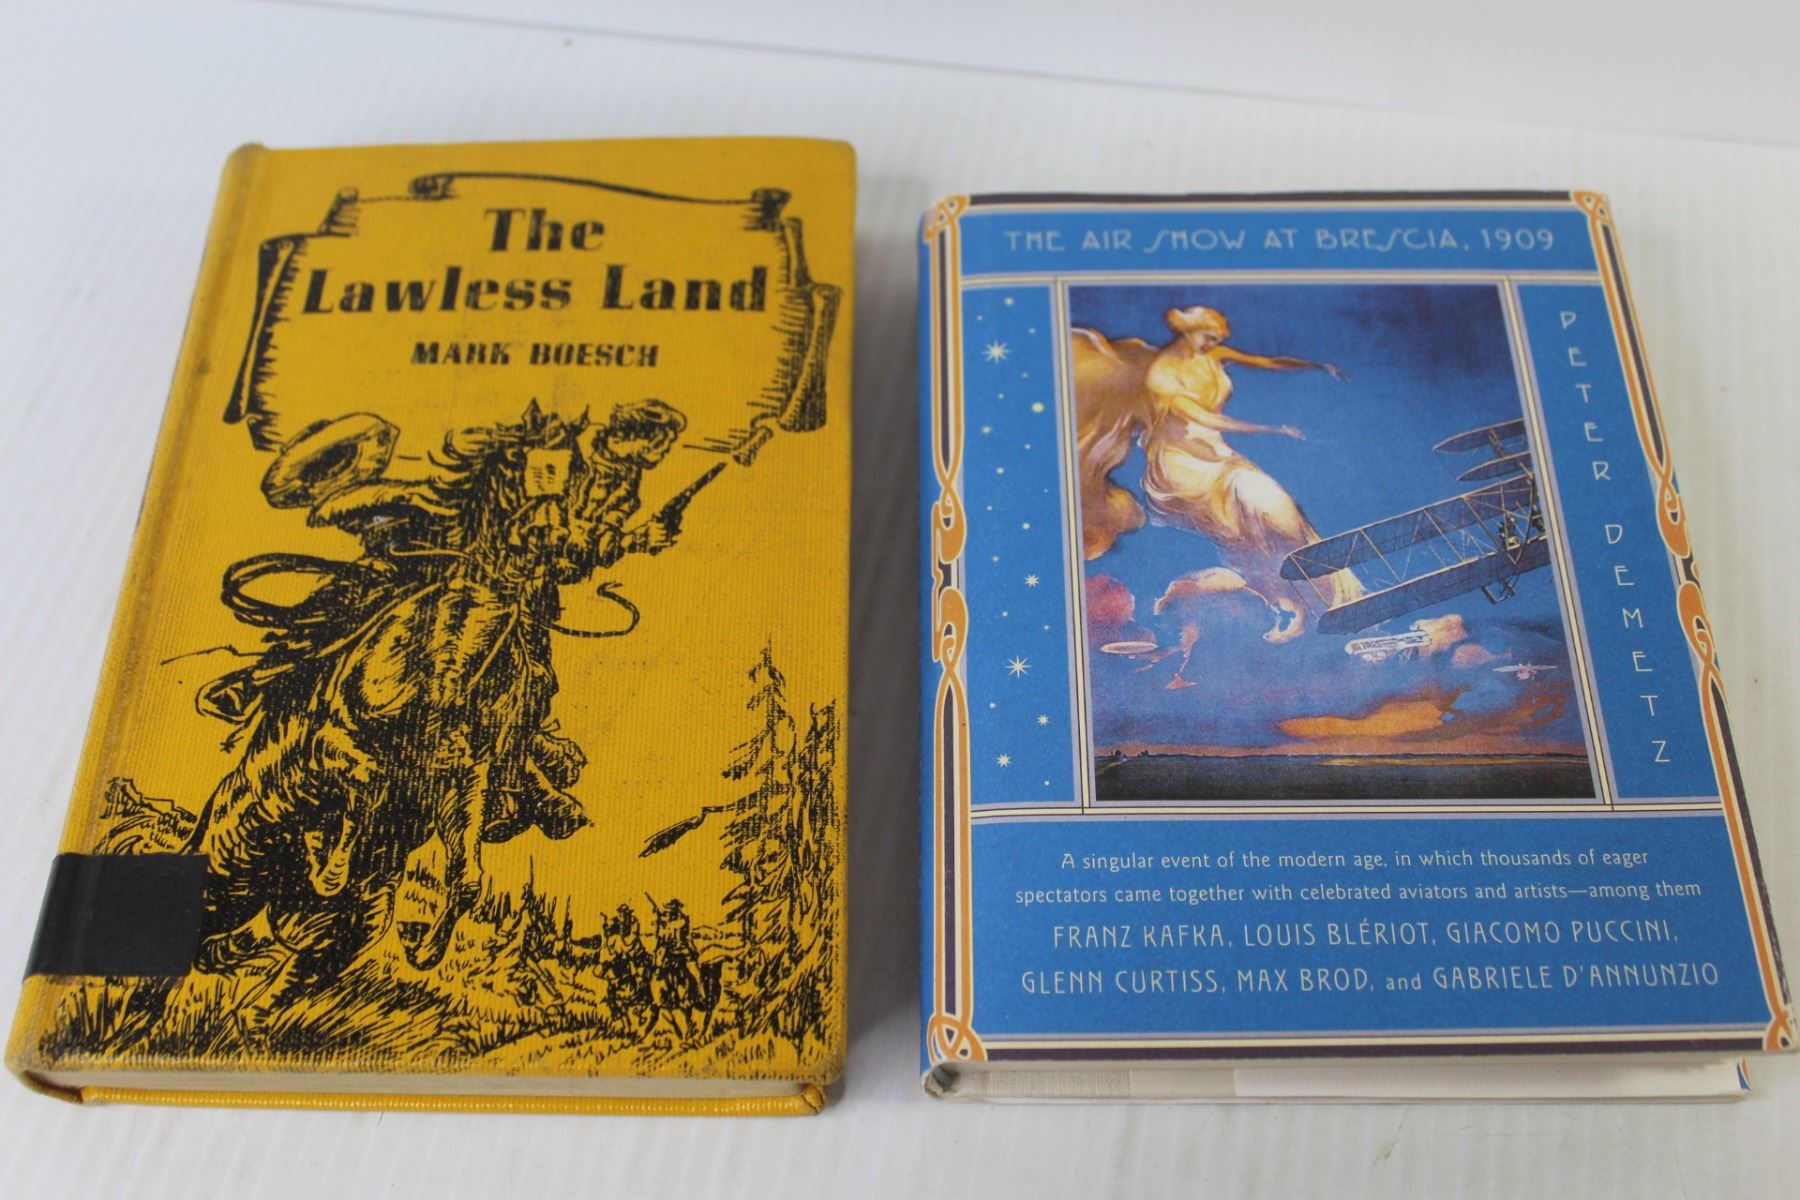 The
Lawless Land
MARK BOESCH
THE AIR SHOW AT BRESCIA, 1909
PETER DEMETZ
A singular event of the modern age, in which thousands of eager
spectators came together with celebrated aviators and artists—among them
FRANZ KAFKA, LOUIS BLÉRIOT, GIACOMO PUCCINI,
GLENN CURTISS, MAX BROD, and GABRIELE D'ANNUNZIO